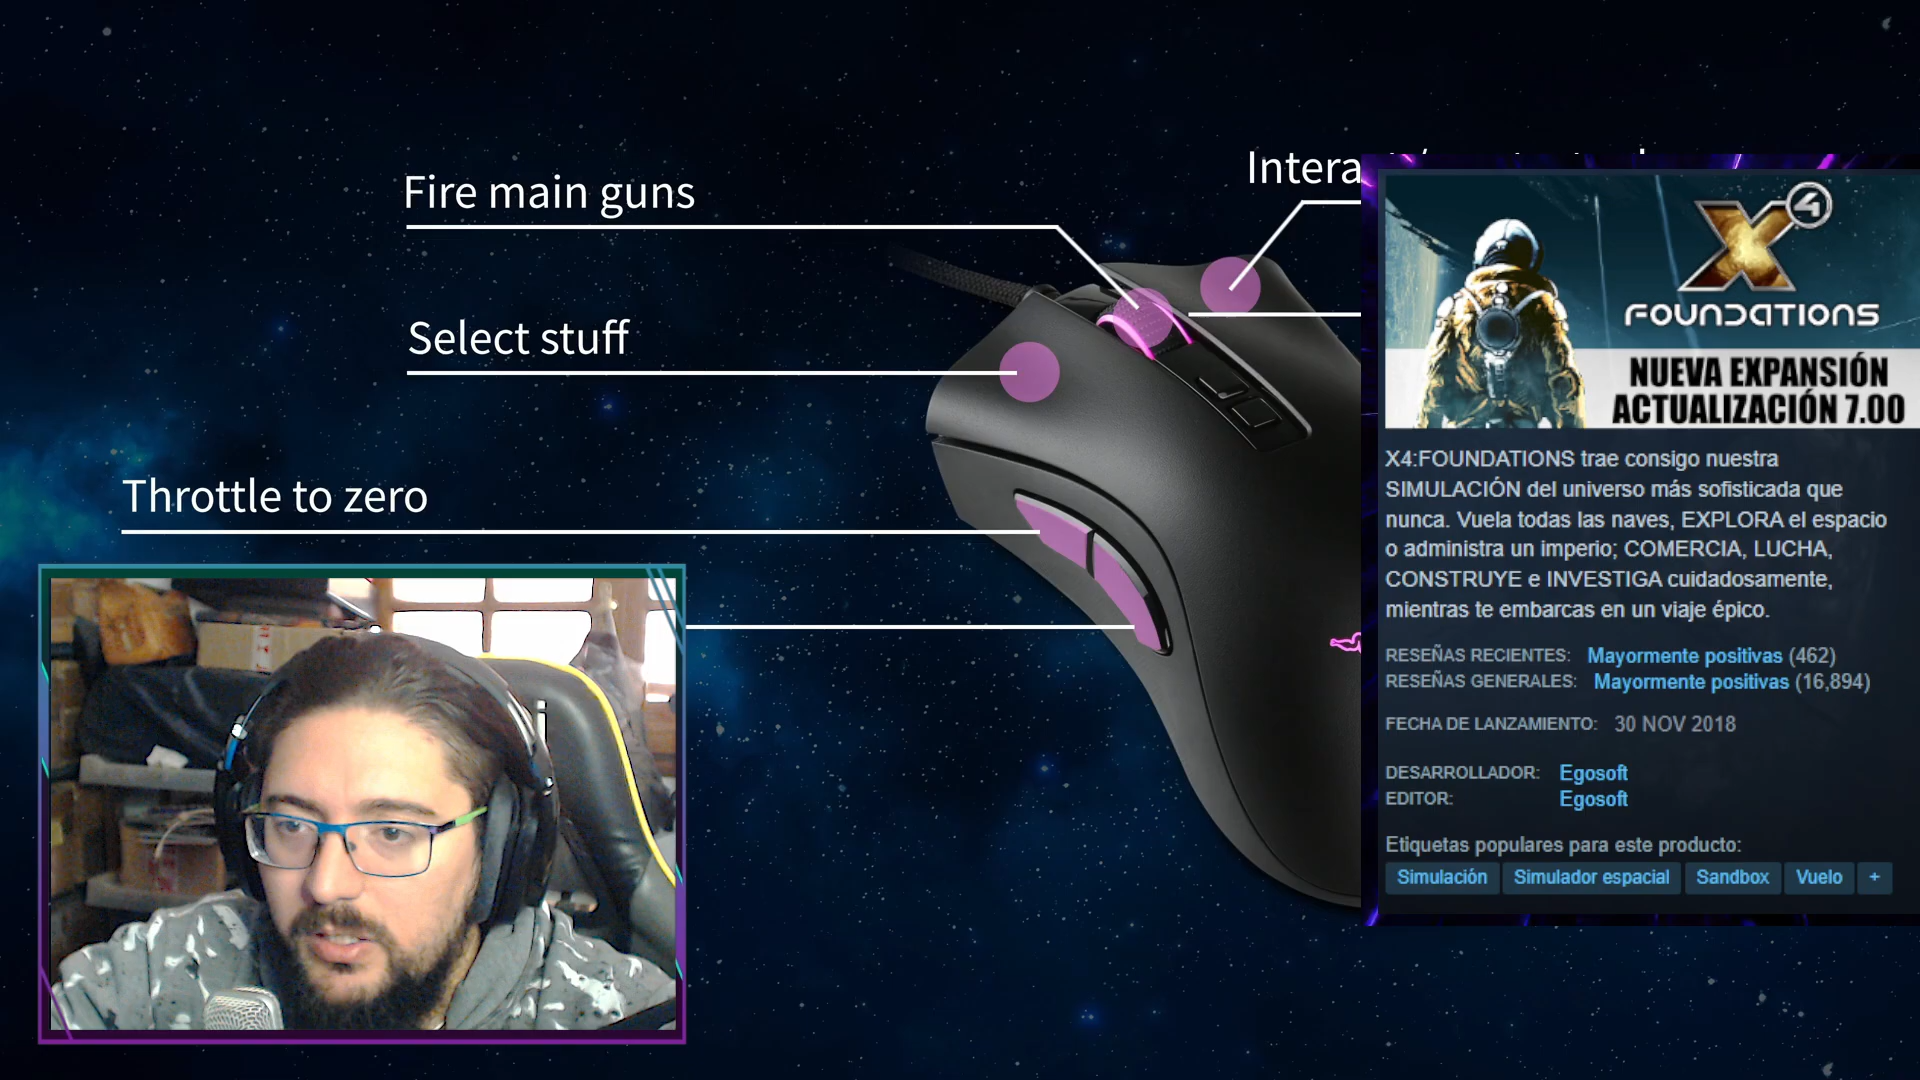 Fire main guns
Intera
Select stuff
Throttle to zero
X4
FOUNDATIONS
NUEVA EXPANSIÓN
ACTUALIZACIÓN 7.00
X4:FOUNDATIONS trae consigo nuestra
SIMULACIÓN del universo más sofisticada que
nunca. Vuela todas las naves, EXPLORA el espacio
o administra un imperio; COMERCIA, LUCHA,
CONSTRUYE e INVESTIGA cuidadosamente,
mientras te embarcas en un viaje épico.
RESEÑAS RECIENTES: Mayormente positivas (462)
RESEÑAS GENERALES: Mayormente positivas (16,894)
FECHA DE LANZAMIENTO: 30 NOV 2018
DESARROLLADOR: Egosoft
EDITOR: Egosoft
Etiquetas populares para este producto:
Simulación Simulador espacial Sandbox Vuelo +